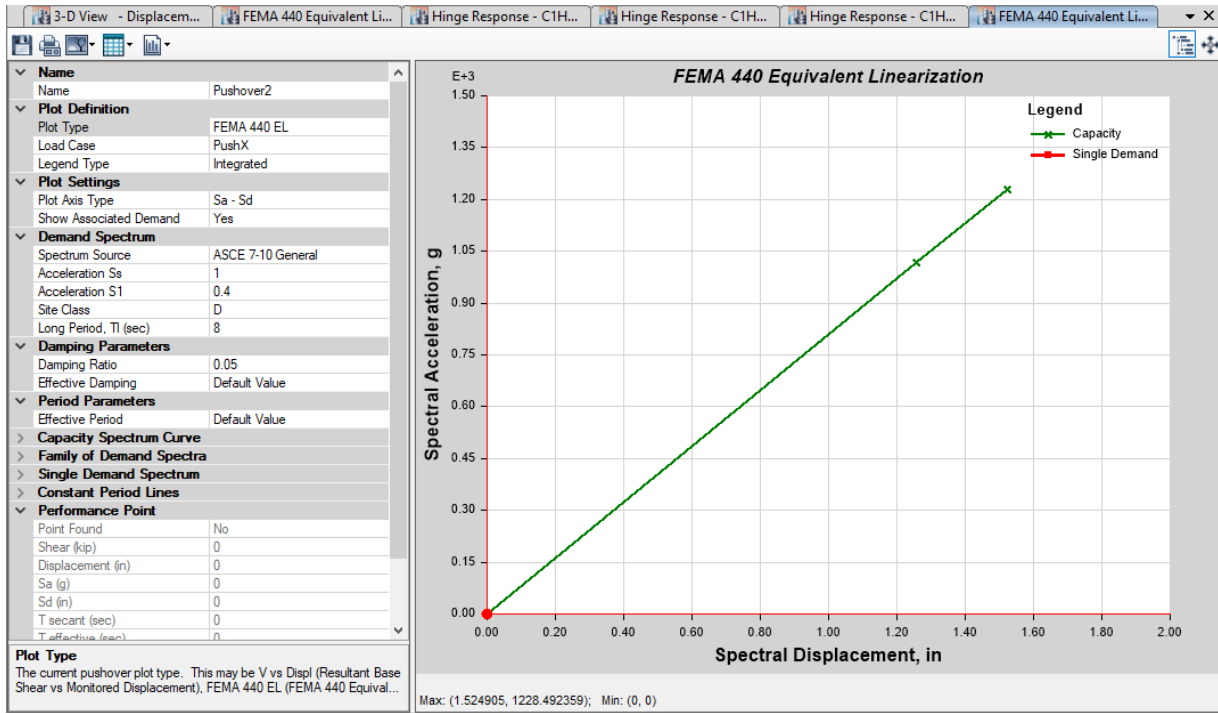 3-D View - Displacem...
FEMA 440 Equivalent Li...
Hinge Response - C1H...
Hinge Response - C1H...
Hinge Response - C1H...
FEMA 440 Equivalent Li...
Name
Name Pushover2
Plot Definition
Plot Type FEMA 440 EL
Load Case PushX
Legend Type Integrated
Plot Settings
Plot Axis Type Sa - Sd
Show Associated Demand Yes
Demand Spectrum
Spectrum Source ASCE 7-10 General
Acceleration Ss 1
Acceleration S1 0.4
Site Class D
Long Period, Tl (sec) 8
Damping Parameters
Damping Ratio 0.05
Effective Damping Default Value
Period Parameters
Effective Period Default Value
Capacity Spectrum Curve
Family of Demand Spectra
Single Demand Spectrum
Constant Period Lines
Performance Point
Point Found No
Shear (kip) 0
Displacement (in) 0
Sa (g) 0
Sd (in) 0
T secant (sec) 0
T effective (sec) 0
Plot Type
The current pushover plot type. This may be V vs Displ (Resultant Base
Shear vs Monitored Displacement), FEMA 440 EL (FEMA 440 Equival...
FEMA 440 Equivalent Linearization
E+3
1.50
1.35
1.20
1.05
0.90
0.75
0.60
0.45
0.30
0.15
0.00
Spectral Acceleration, g
Legend
Capacity
Single Demand
0.00 0.20 0.40 0.60 0.80 1.00 1.20 1.40 1.60 1.80 2.00
Spectral Displacement, in
Max: (1.524905, 1228.492359); Min: (0, 0)